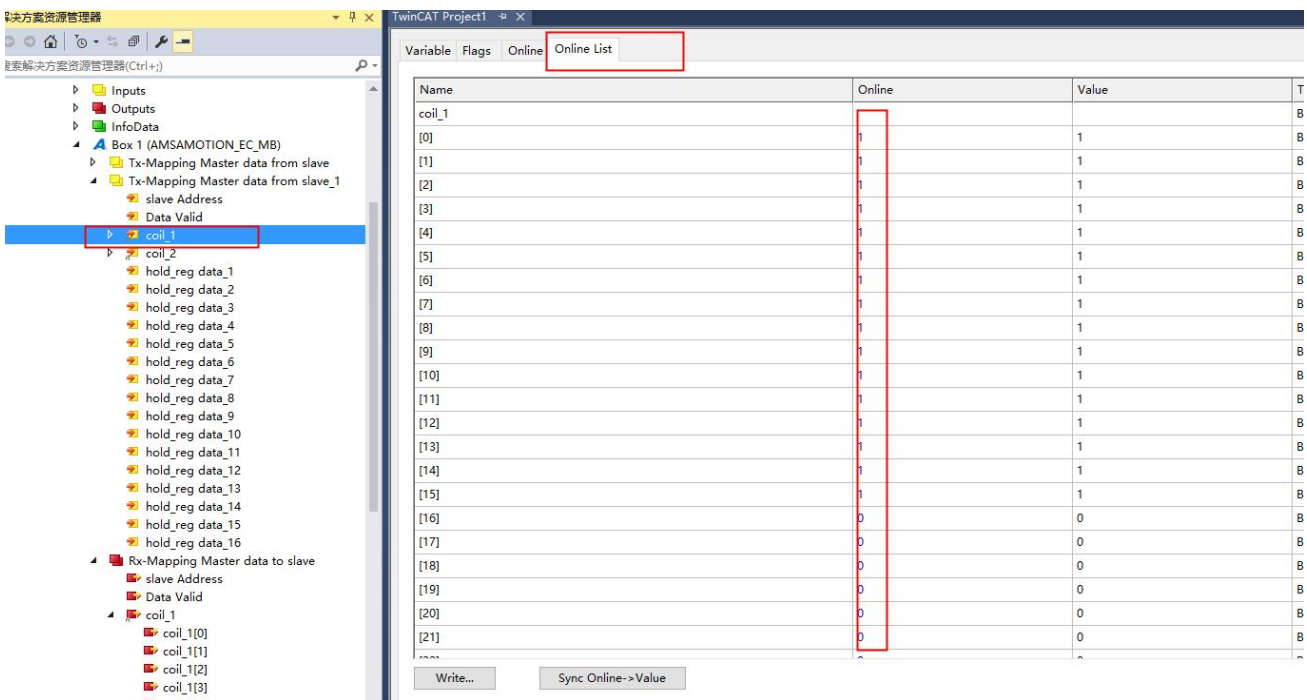 解决方案资源管理器
搜索解决方案资源管理器(Ctrl+;)
Inputs
Outputs
InfoData
Box 1 (AMSAMOTION_EC_MB)
Tx-Mapping Master data from slave
Tx-Mapping Master data from slave_1
slave Address
Data Valid
coil_1
coil_2
hold_reg data_1
hold_reg data_2
hold_reg data_3
hold_reg data_4
hold_reg data_5
hold_reg data_6
hold_reg data_7
hold_reg data_8
hold_reg data_9
hold_reg data_10
hold_reg data_11
hold_reg data_12
hold_reg data_13
hold_reg data_14
hold_reg data_15
hold_reg data_16
Rx-Mapping Master data to slave
slave Address
Data Valid
coil_1
coil_1[0]
coil_1[1]
coil_1[2]
coil_1[3]
TwinCAT Project1
Variable Flags Online Online List
Name Online Value T
coil_1 B
[0] 1 1 B
[1] 1 1 B
[2] 1 1 B
[3] 1 1 B
[4] 1 1 B
[5] 1 1 B
[6] 1 1 B
[7] 1 1 B
[8] 1 1 B
[9] 1 1 B
[10] 1 1 B
[11] 1 1 B
[12] 1 1 B
[13] 1 1 B
[14] 1 1 B
[15] 1 1 B
[16] 0 0 B
[17] 0 0 B
[18] 0 0 B
[19] 0 0 B
[20] 0 0 B
[21] 0 0 B
Write... Sync Online->Value